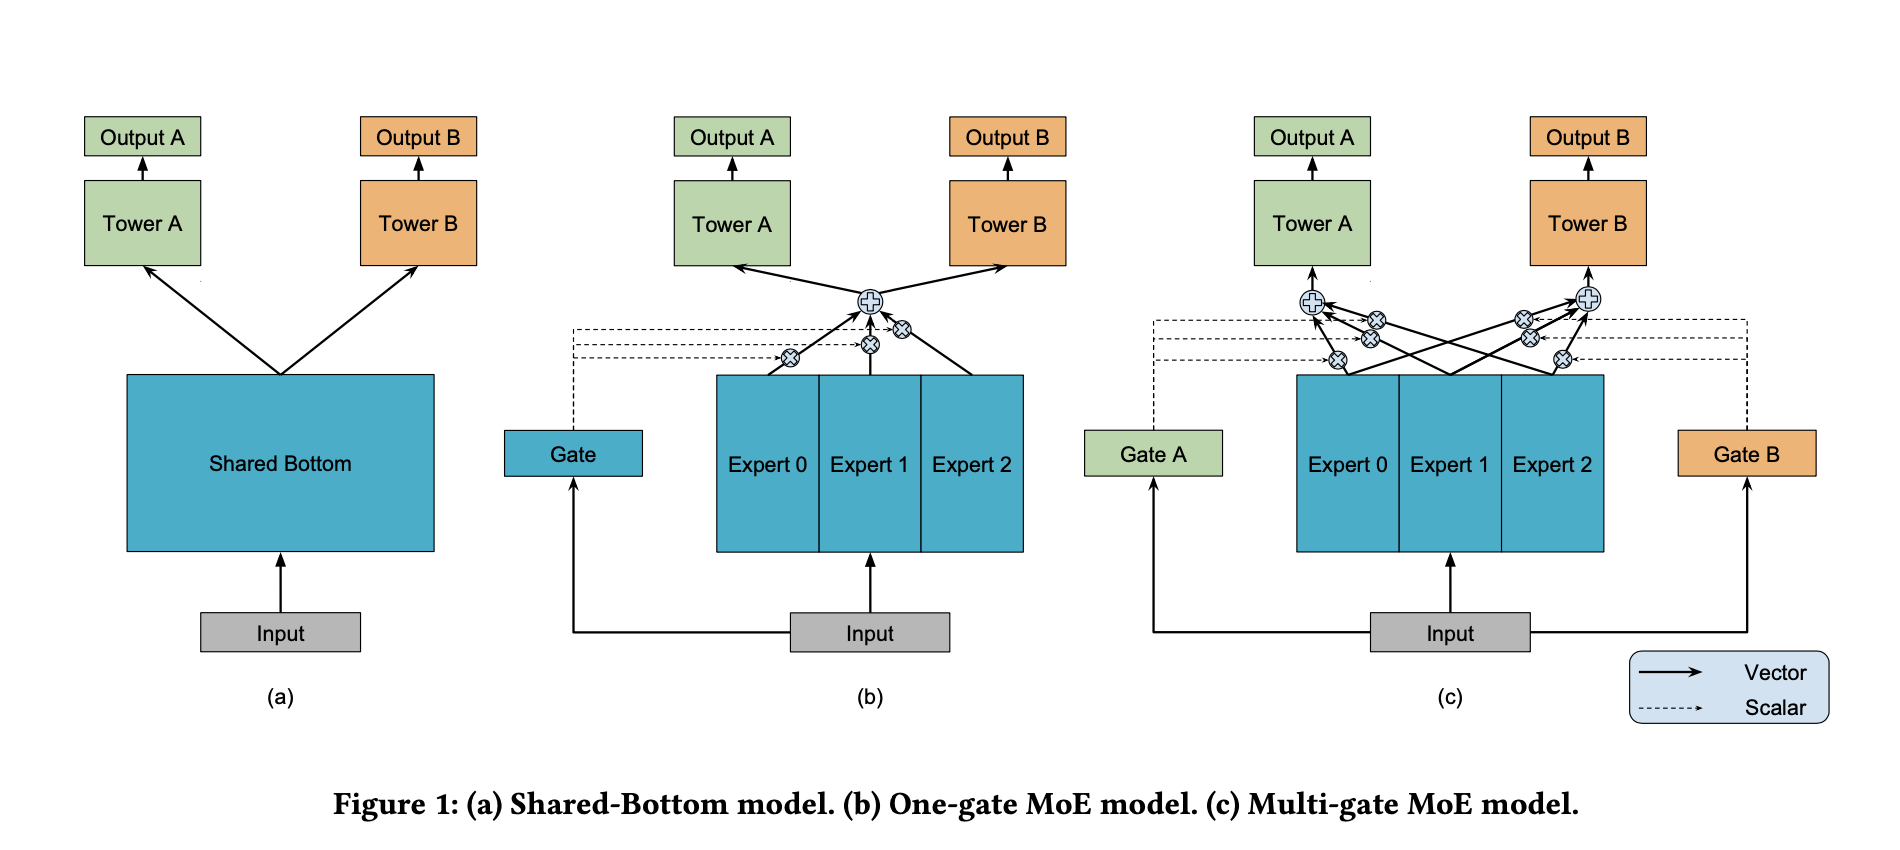 Output A
Output B
Tower A
Tower B
Shared Bottom
Input
(a)
Output A
Output B
Tower A
Tower B
Gate
Expert 0
Expert 1
Expert 2
Input
(b)
Output A
Output B
Tower A
Tower B
Gate A
Expert 0
Expert 1
Expert 2
Gate B
Input
(c)
Vector
Scalar
Figure 1: (a) Shared-Bottom model. (b) One-gate MoE model. (c) Multi-gate MoE model.